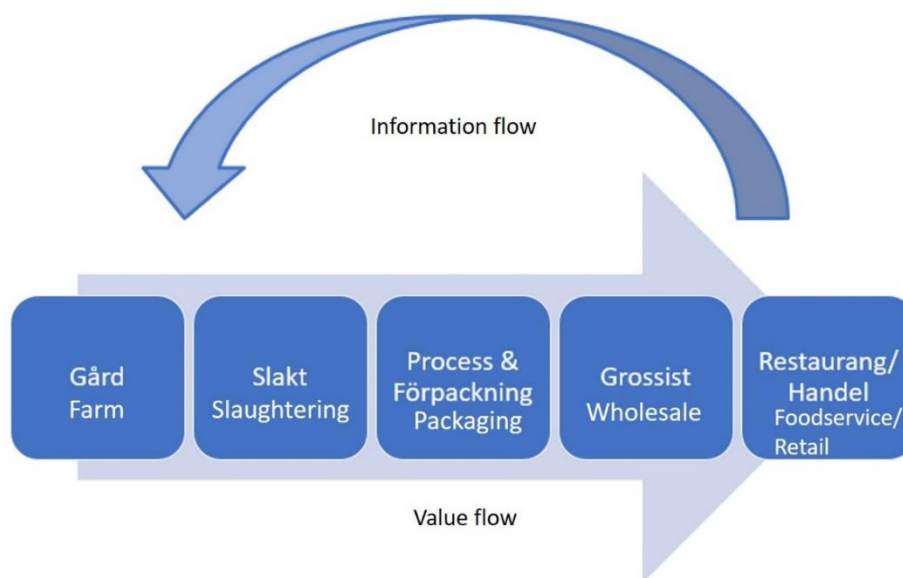 Information flow
Gård
Farm
Slakt
Slaughtering
Process &
Förpackning
Packaging
Grossist
Wholesale
Restaurang/
Handel
Foodservice/
Retail
Value flow